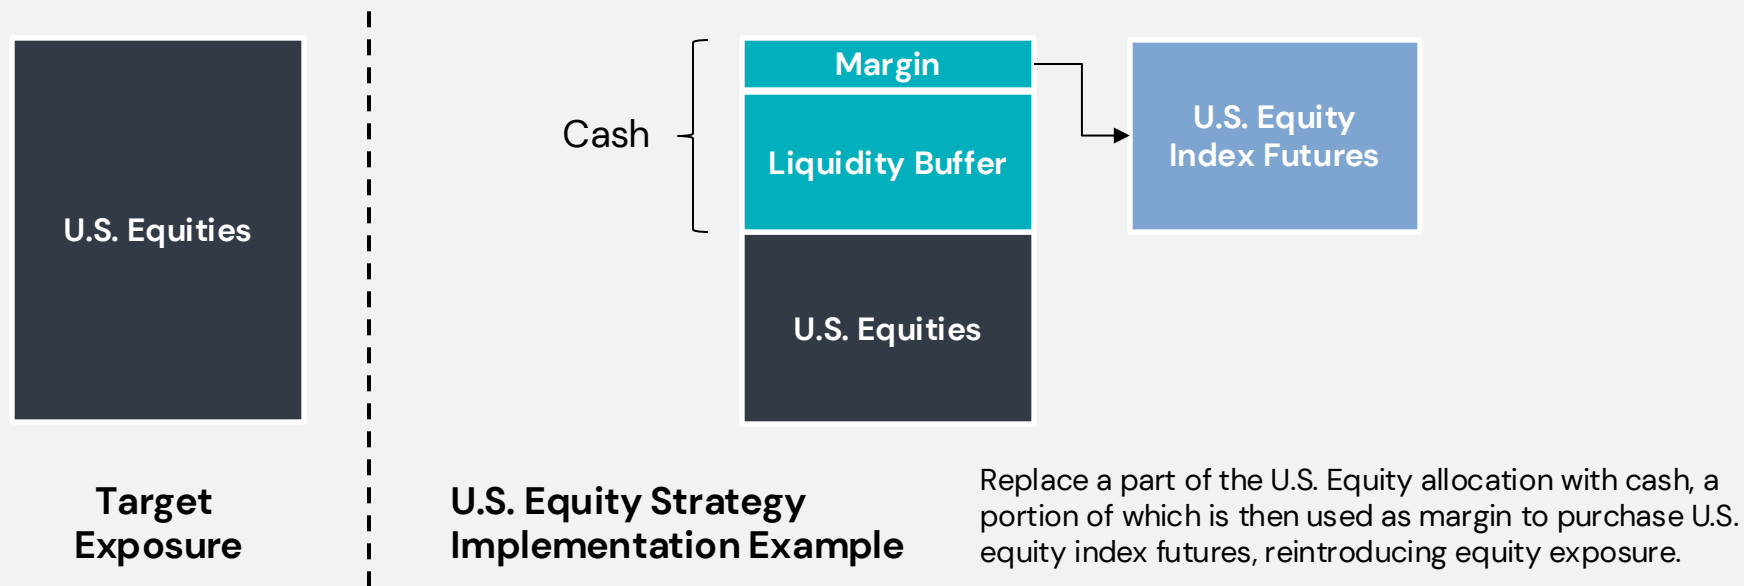 U.S. Equities
Target
Exposure
Cash
Margin
Liquidity Buffer
U.S. Equities
U.S. Equity
Index Futures
U.S. Equity Strategy
Implementation Example
Replace a part of the U.S. Equity allocation with cash, a
portion of which is then used as margin to purchase U.S.
equity index futures, reintroducing equity exposure.